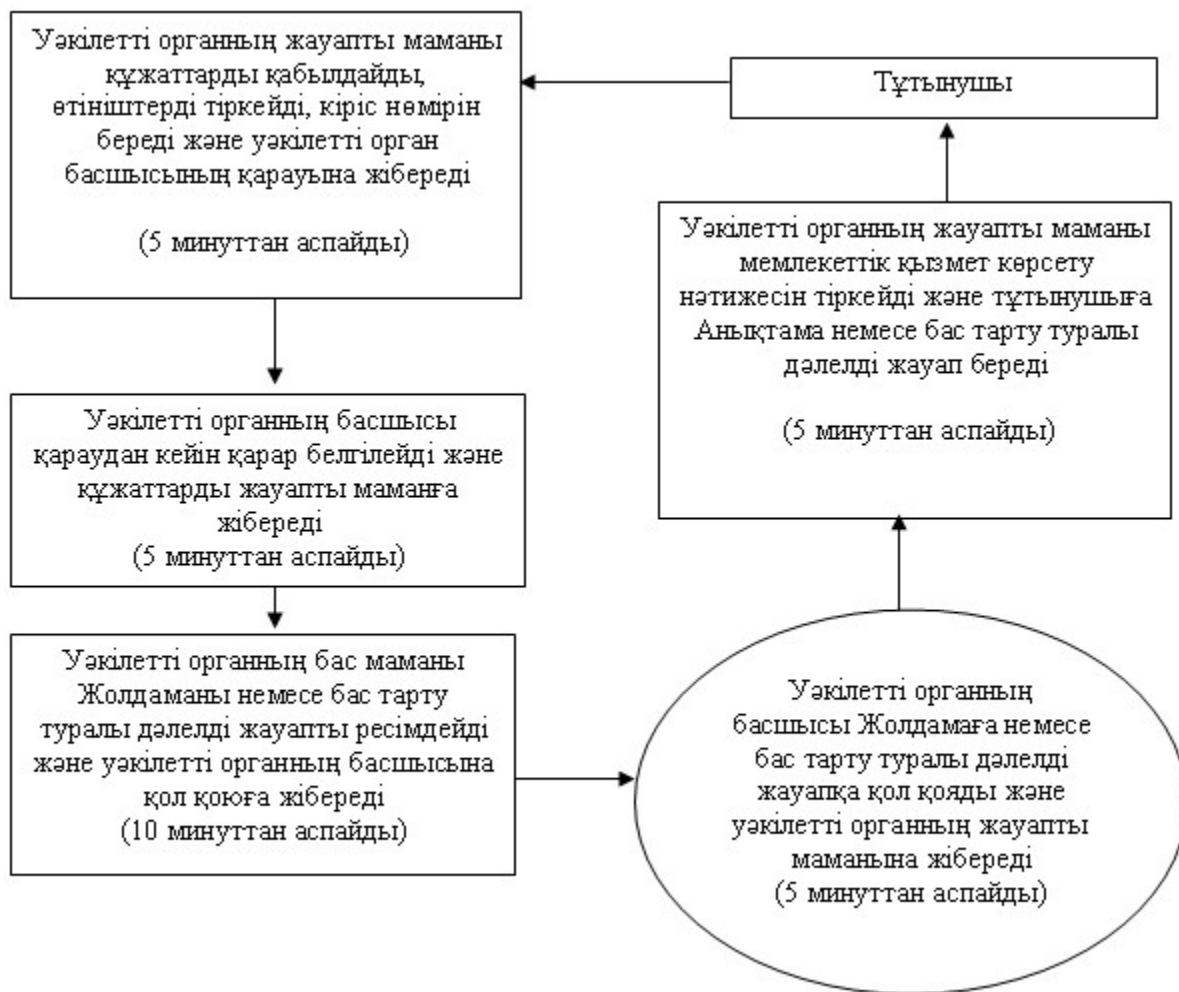 Уәкілетті органның жауапты маманы
құжаттарды қабылдайды,
өтініштерді тіркейді, кіріс нөмірін
береді және уәкілетті орган
басшысының қарауына жібереді
(5 минуттан аспайды)
Тұтынушы
Уәкілетті органның жауапты маманы
мемлекеттік қызмет көрсету
нәтижесін тіркейді және тұтынушыға
Анықтама немесе бас тарту туралы
дәлелді жауап береді
(5 минуттан аспайды)
Уәкілетті органның басшысы
қараудан кейін қарар белгілейді және
құжаттарды жауапты маманға
жібереді
(5 минуттан аспайды)
Уәкілетті органның бас маманы
Жолдаманы немесе бас тарту
туралы дәлелді жауапты ресімдейді
және уәкілетті органның басшысына
қол қоюға жібереді
(10 минуттан аспайды)
Уәкілетті органның
басшысы Жолдамаға немесе
бас тарту туралы дәлелді
жауапқа қол қояды және
уәкілетті органның жауапты
маманына жібереді
(5 минуттан аспайды)